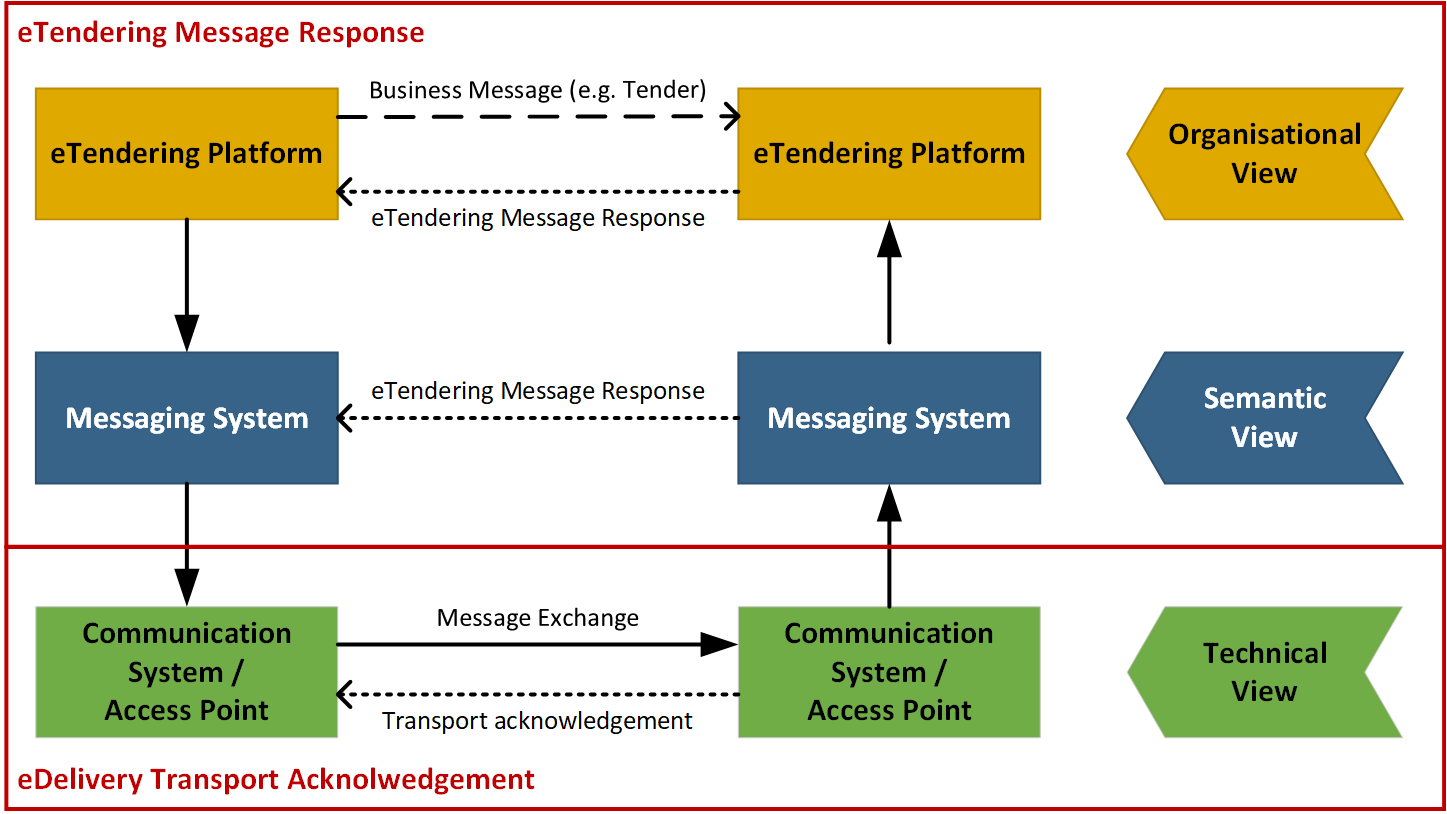 eTendering Message Response
Business Message (e.g. Tender)
eTendering Platform
eTendering Platform
Organisational
View
eTendering Message Response
eTendering Message Response
Messaging System
Messaging System
Semantic
View
Message Exchange
Communication
System /
Access Point
Communication
System /
Access Point
Technical
View
Transport acknowledgement
eDelivery Transport Acknolwedgement